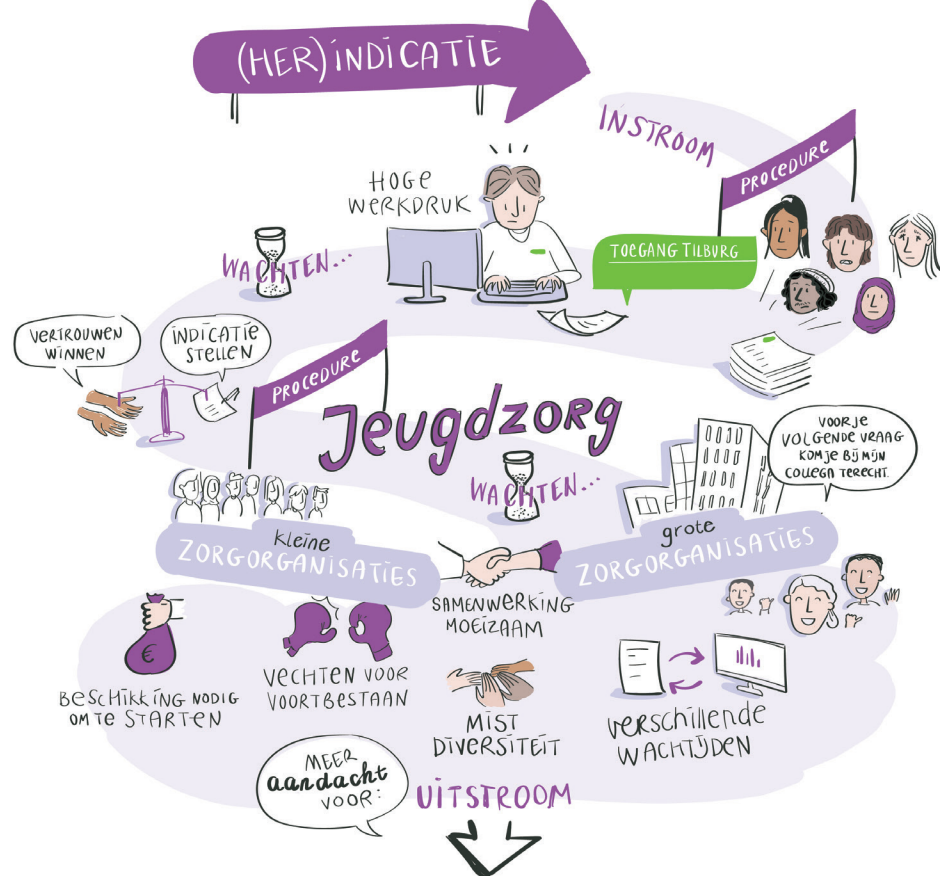 (HER)INDICATIE
INSTROOM
PROCEDURE
HOGE
WERKDRUK
TOEGANG TILBURG
WACHTEN...
VERTROUWEN
WINNEN
INDICATIE
STELLEN
PROCEDURE
Jeugdzorg
WACHTEN...
VOOR JE
VOLGENDE VRAAG
KOM JE BIJ MIJN
COLLEGA TERECHT.
kleine
ZORGORGANISATIES
grote
ZORGORGANISATIES
SAMENWERKING
MOEIZAAM
€
BESCHIKKING NODIG
OM TE STARTEN
VECHTEN VOOR
VOORTBESTAAN
MIST
DIVERSITEIT
VERSCHILLENDE
WACHTIJDEN
MEER
aandacht
VOOR:
UITSTROOM